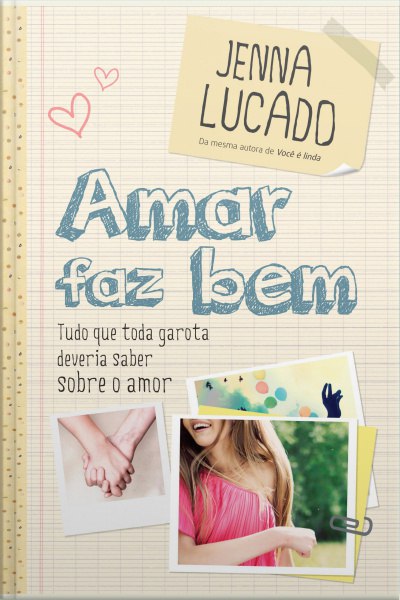 JENNA
LUCADO
Da mesma autora de Você é linda
Amar
faz bem
Tudo que toda garota
deveria saber
sobre o amor